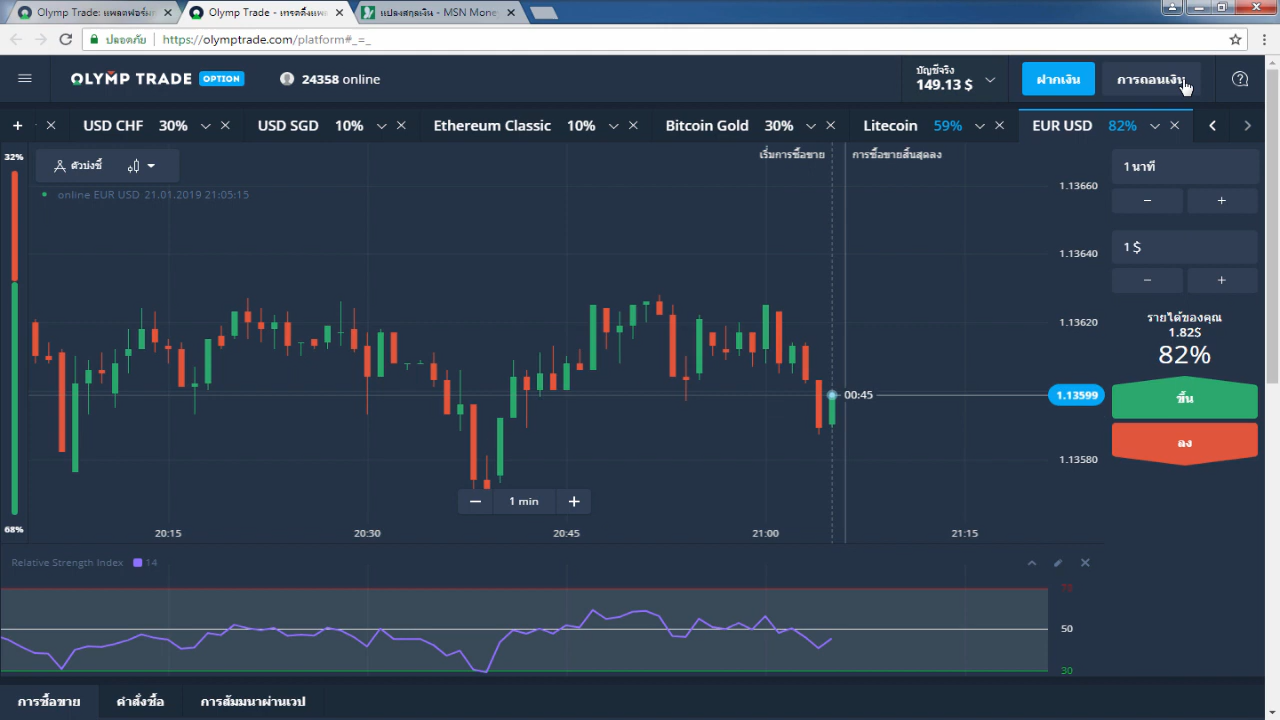 Olymp Trade: แพลตฟอร์ม
Olymp Trade - เทรดดิ้งแพล
แปลงสกุลเงิน - MSN Mone
ปลอดภัย
https://olymptrade.com/platform#_=_
OLYMP TRADE OPTION
24358 online
บัญชีจริง
149.13 $
ฝากเงิน
การถอนเงิน
USD CHF 30%
USD SGD 10%
Ethereum Classic 10%
Bitcoin Gold 30%
Litecoin 59%
EUR USD 82%
32%
ตัวบ่งชี้
เริ่มการซื้อขาย
การซื้อขายสิ้นสุดลง
online EUR USD 21.01.2019 21:05:15
1.13660
1.13640
1.13620
1.13599
1.13580
00:45
1 นาที
− +
1 $
− +
รายได้ของคุณ
1.82$
82%
ขึ้น
ลง
− 1 min +
68%
20:15
20:30
20:45
21:00
21:15
Relative Strength Index 14
70
50
30
การซื้อขาย
คำสั่งซื้อ
การสัมมนาผ่านเวป